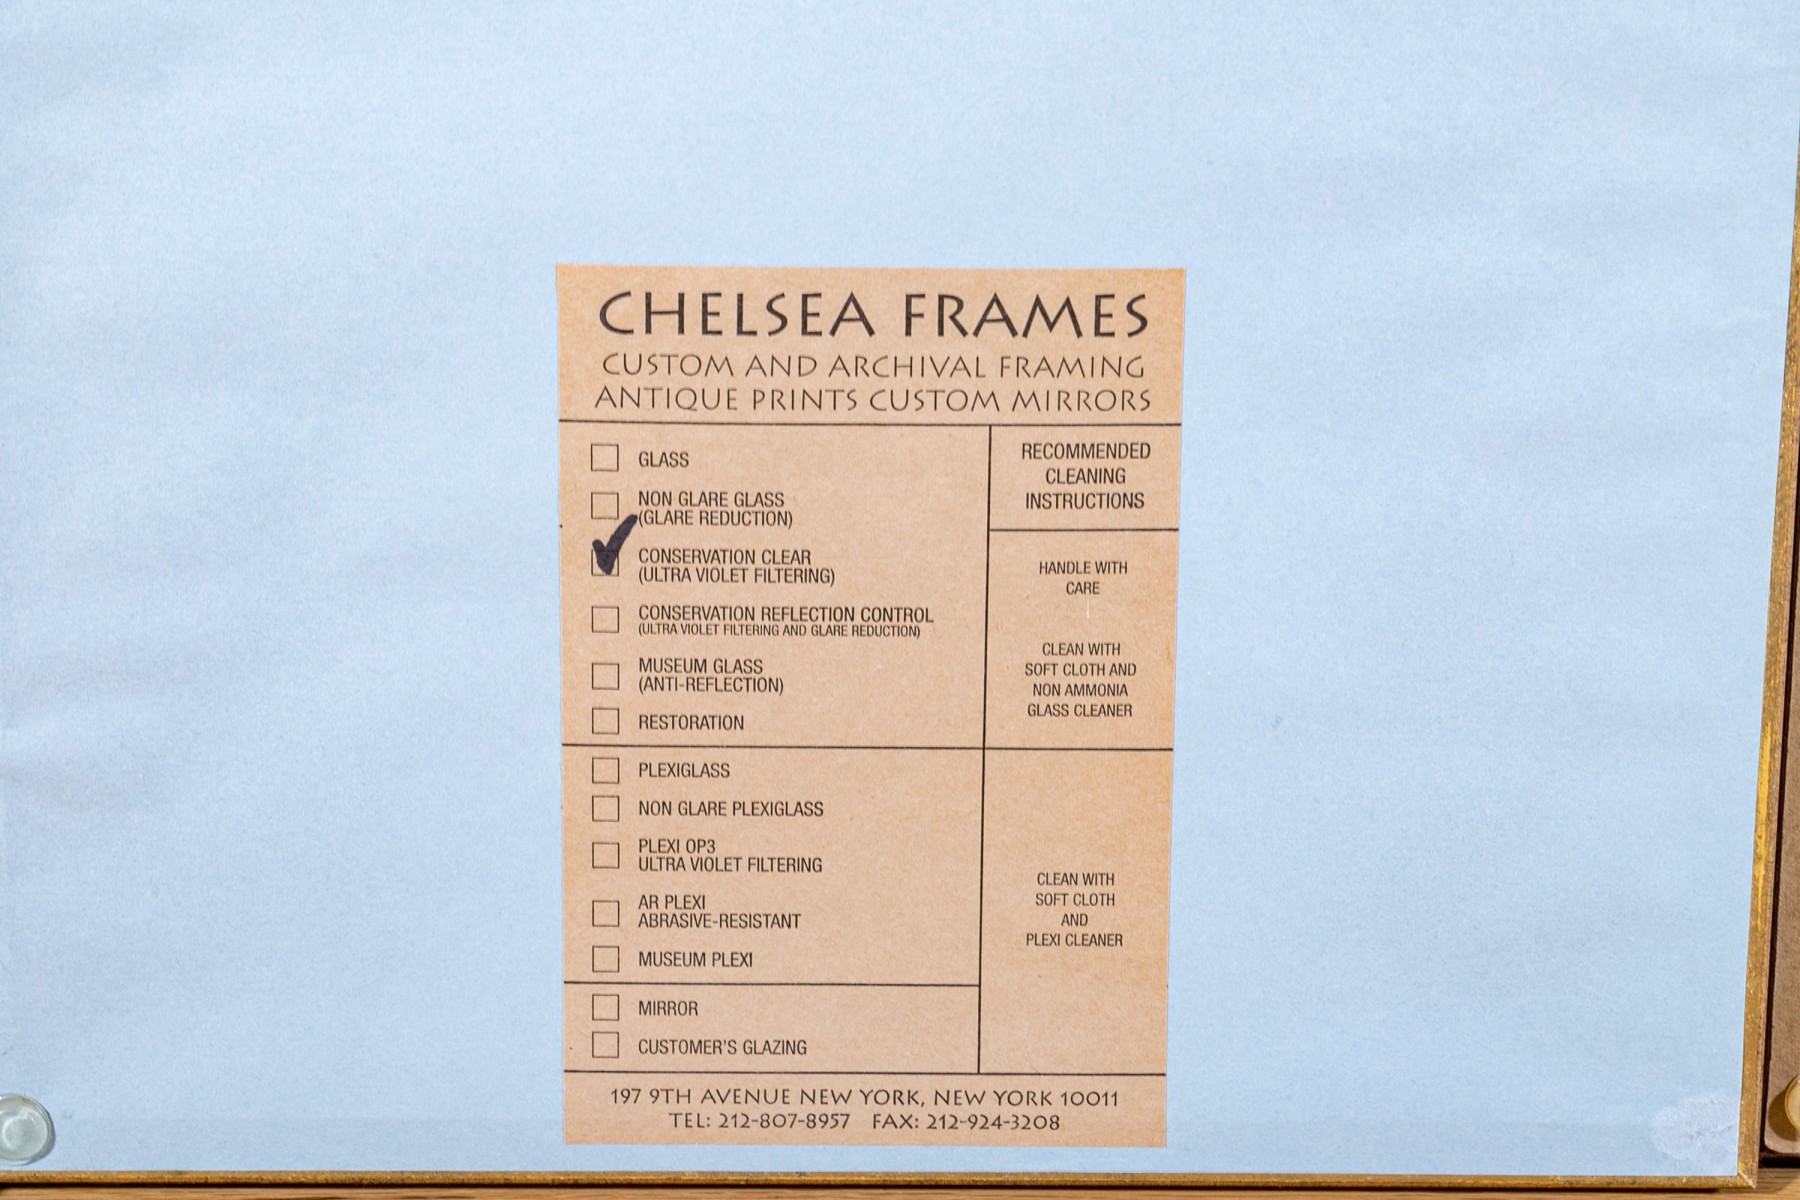 CHELSEA FRAMES
CUSTOM AND ARCHIVAL FRAMING
ANTIQUE PRINTS CUSTOM MIRRORS
GLASS
NON GLARE GLASS
(GLARE REDUCTION)
CONSERVATION CLEAR
(ULTRA VIOLET FILTERING)
CONSERVATION REFLECTION CONTROL
(ULTRA VIOLET FILTERING AND GLARE REDUCTION)
MUSEUM GLASS
(ANTI-REFLECTION)
RESTORATION
RECOMMENDED
CLEANING
INSTRUCTIONS
HANDLE WITH
CARE
CLEAN WITH
SOFT CLOTH AND
NON AMMONIA
GLASS CLEANER
PLEXIGLASS
NON GLARE PLEXIGLASS
PLEXI OP3
ULTRA VIOLET FILTERING
AR PLEXI
ABRASIVE-RESISTANT
MUSEUM PLEXI
CLEAN WITH
SOFT CLOTH
AND
PLEXI CLEANER
MIRROR
CUSTOMER'S GLAZING
197 9TH AVENUE NEW YORK, NEW YORK 10011
TEL: 212-807-8957 FAX: 212-924-3208